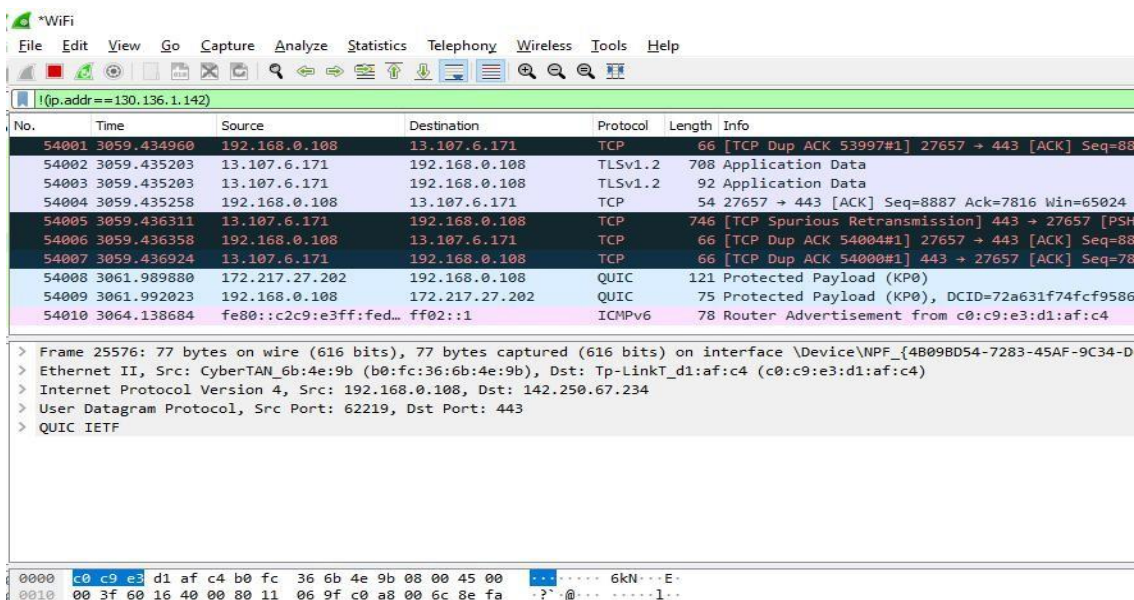 *WiFi
File Edit View Go Capture Analyze Statistics Telephony Wireless Tools Help
!(ip.addr==130.136.1.142)
No. Time Source Destination Protocol Length Info
54001 3059.434960 192.168.0.108 13.107.6.171 TCP 66 [TCP Dup ACK 53997#1] 27657 → 443 [ACK] Seq=88
54002 3059.435203 13.107.6.171 192.168.0.108 TLSv1.2 708 Application Data
54003 3059.435203 13.107.6.171 192.168.0.108 TLSv1.2 92 Application Data
54004 3059.435258 192.168.0.108 13.107.6.171 TCP 54 27657 → 443 [ACK] Seq=8887 Ack=7816 Win=65024
54005 3059.436311 13.107.6.171 192.168.0.108 TCP 746 [TCP Spurious Retransmission] 443 → 27657 [PSH
54006 3059.436358 192.168.0.108 13.107.6.171 TCP 66 [TCP Dup ACK 54004#1] 27657 → 443 [ACK] Seq=88
54007 3059.436924 13.107.6.171 192.168.0.108 TCP 66 [TCP Dup ACK 54000#1] 443 → 27657 [ACK] Seq=78
54008 3061.989880 172.217.27.202 192.168.0.108 QUIC 121 Protected Payload (KP0)
54009 3061.992023 192.168.0.108 172.217.27.202 QUIC 75 Protected Payload (KP0), DCID=72a631f74fcf9586
54010 3064.138684 fe80::c2c9:e3ff:fed… ff02::1 ICMPv6 78 Router Advertisement from c0:c9:e3:d1:af:c4
> Frame 25576: 77 bytes on wire (616 bits), 77 bytes captured (616 bits) on interface \Device\NPF_{4B09BD54-7283-45AF-9C34-D
> Ethernet II, Src: CyberTAN_6b:4e:9b (b0:fc:36:6b:4e:9b), Dst: Tp-LinkT_d1:af:c4 (c0:c9:e3:d1:af:c4)
> Internet Protocol Version 4, Src: 192.168.0.108, Dst: 142.250.67.234
> User Datagram Protocol, Src Port: 62219, Dst Port: 443
> QUIC IETF
0000 c0 c9 e3 d1 af c4 b0 fc 36 6b 4e 9b 08 00 45 00 ········ 6kN···E·
0010 00 3f 60 16 40 00 80 11 06 9f c0 a8 00 6c 8e fa ·?`·@··· ·····l··